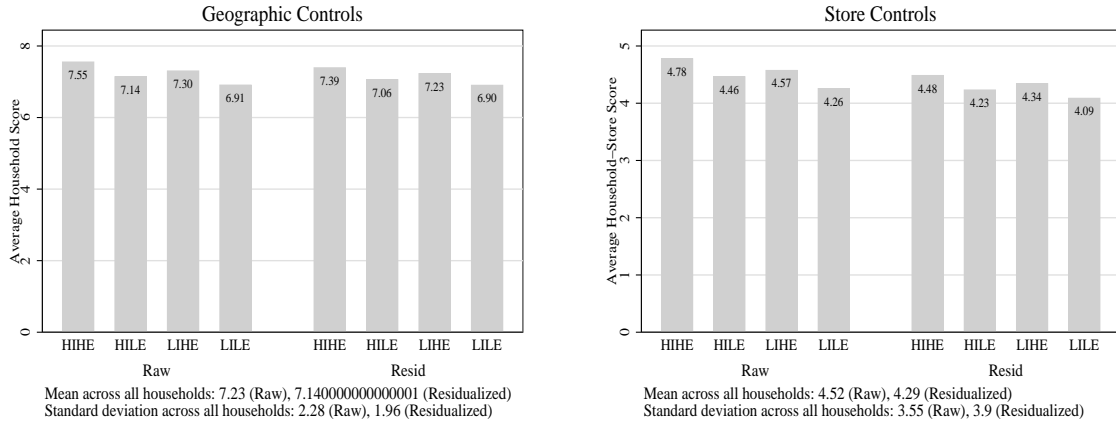 Geographic Controls
Average Household Score
8
6
4
2
0
7.55
7.14
7.30
6.91
7.39
7.06
7.23
6.90
HIHE HILE LIHE LILE HIHE HILE LIHE LILE
Raw Resid
Mean across all households: 7.23 (Raw), 7.140000000000001 (Residualized)
Standard deviation across all households: 2.28 (Raw), 1.96 (Residualized)
Store Controls
Average Household−Store Score
5
4
3
2
1
0
4.78
4.46
4.57
4.26
4.48
4.23
4.34
4.09
HIHE HILE LIHE LILE HIHE HILE LIHE LILE
Raw Resid
Mean across all households: 4.52 (Raw), 4.29 (Residualized)
Standard deviation across all households: 3.55 (Raw), 3.9 (Residualized)